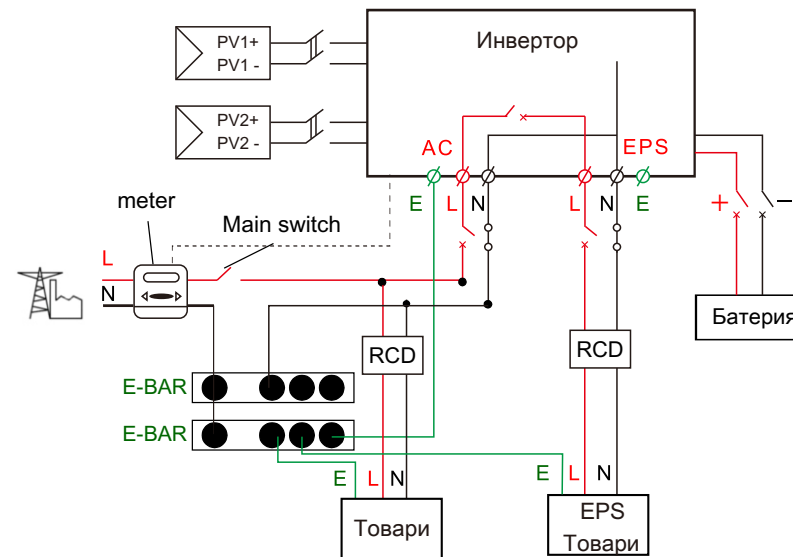 PV1+
PV1 -
Инвертор
PV2+
PV2 -
AC
EPS
E
L
N
L
N
E
+
−
meter
Main switch
L
N
RCD
RCD
Батерия
E-BAR
E-BAR
E
L
N
E
L
N
Товари
EPS
Товари